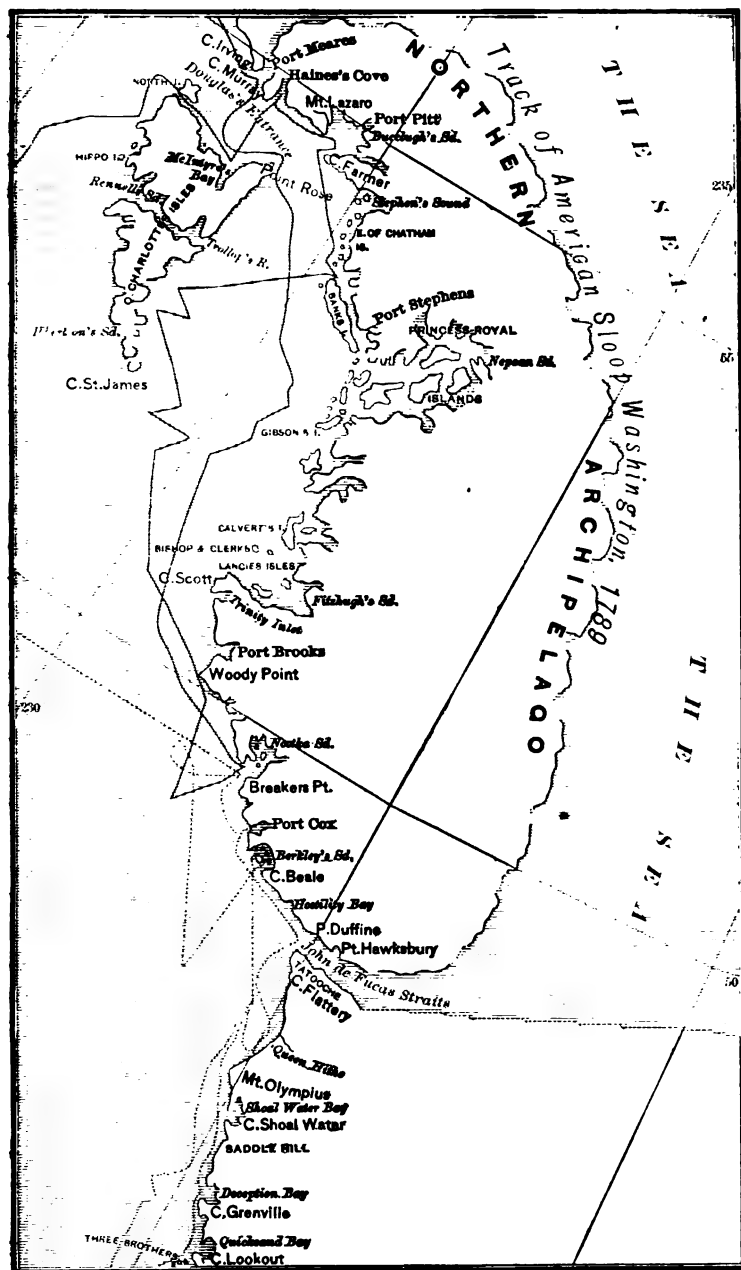 C. Irving
Port Meares
C. Murray
Haines's Cove
Douglas's Entrance
NORTH I.
Mt. Lazaro
Port Pitt
Buccleugh's Sd.
HIPPO I.
McIntyre's
Bay
Point Rose
C. Farmer
Rennell's Sd.
Stephen's Sound
CHARLOTTE ISLES
E. OF CHATHAM
IS.
Trollop's R.
BANKS I.
Port Stephens
PRINCESS ROYAL
ISLANDS
Nepean Sd.
C. St. James
GIBSON'S I.
CALVERT'S I.
BISHOP & CLERKS
LANCIES ISLES
C. Scott
Fitzhugh's Sd.
Trinity Inlet
Port Brooks
Woody Point
230
Nootka Sd.
Breakers Pt.
Port Cox
Berkley's Sd.
C. Beale
Hostility Bay
P. Duffine
Pt. Hawksbury
John de Fucas Straits
TATOOCHE
C. Flattery
Queen Hithe
Mt. Olympius
Shoal Water Bay
C. Shoal Water
SADDLE HILL
Deception Bay
C. Grenville
THREE BROTHERS
Quicksand Bay
C. Lookout
NORTHERN ARCHIPELAGO
Track of American Sloop Washington, 1789
THE SEA
235
55
THE SEA
50